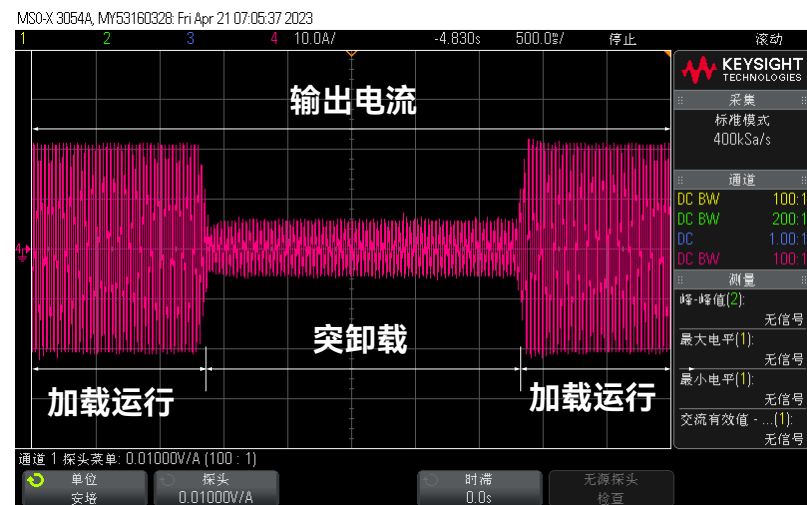 MSO-X 3054A, MY53160328: Fri Apr 21 07:05:37 2023
1 2 3 4 10.0A/ -4.830s 500.0ms/ 停止 滚动
KEYSIGHT
TECHNOLOGIES
采集
标准模式
400kSa/s
通道
DC BW 100:1
DC BW 200:1
DC 1.00:1
DC BW 100:1
测量
峰-峰值(2):
无信号
最大电平(1):
无信号
最小电平(1):
无信号
交流有效值 - ...(1):
无信号
输出电流
4
突卸载
加载运行
加载运行
通道 1 探头菜单: 0.01000V/A (100 : 1)
单位
安培
探头
0.01000V/A
时滞
0.0s
无源探头
检查